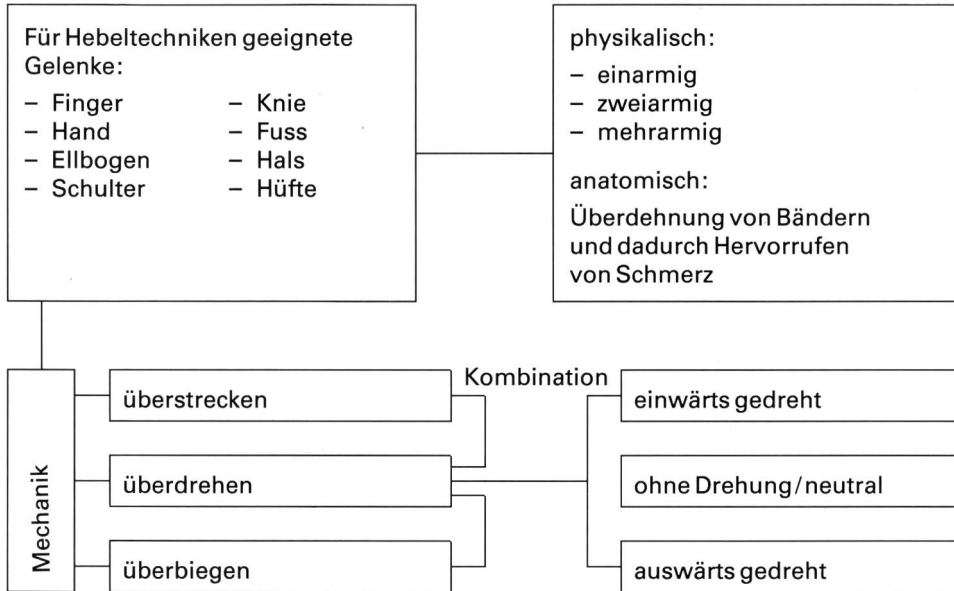 Für Hebeltechniken geeignete
Gelenke:
– Finger
– Hand
– Ellbogen
– Schulter
– Knie
– Fuss
– Hals
– Hüfte
physikalisch:
– einarmig
– zweiarmig
– mehrarmig
anatomisch:
Überdehnung von Bändern
und dadurch Hervorrufen
von Schmerz
Mechanik
überstrecken
überdrehen
überbiegen
Kombination
einwärts gedreht
ohne Drehung/neutral
auswärts gedreht